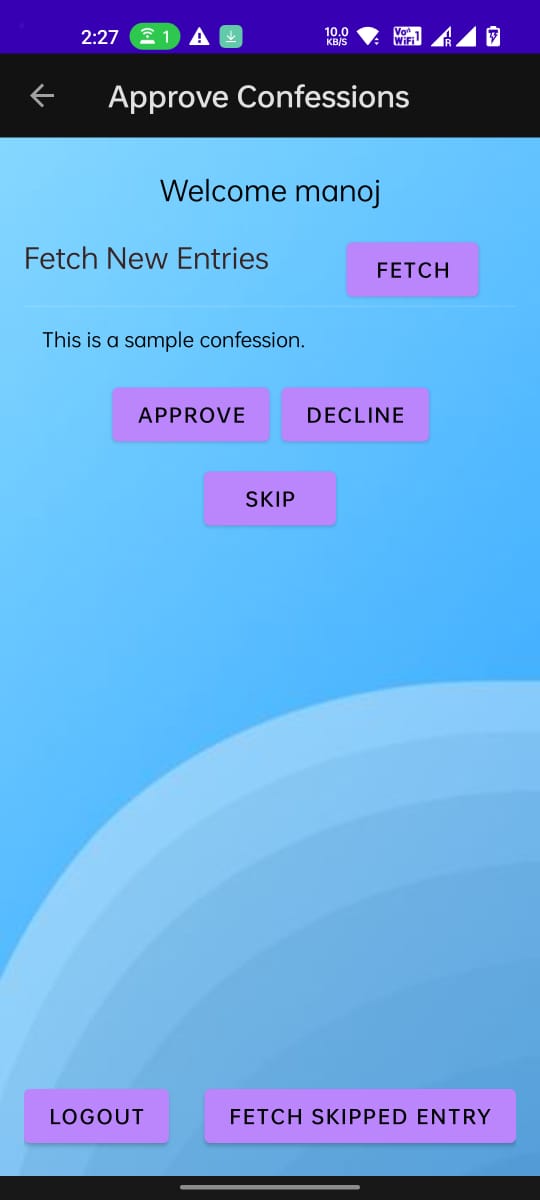 2:27 1 10.0 KB/S Vo WiFi 1 R
Approve Confessions
Welcome manoj
Fetch New Entries FETCH
This is a sample confession.
APPROVE DECLINE
SKIP
LOGOUT FETCH SKIPPED ENTRY